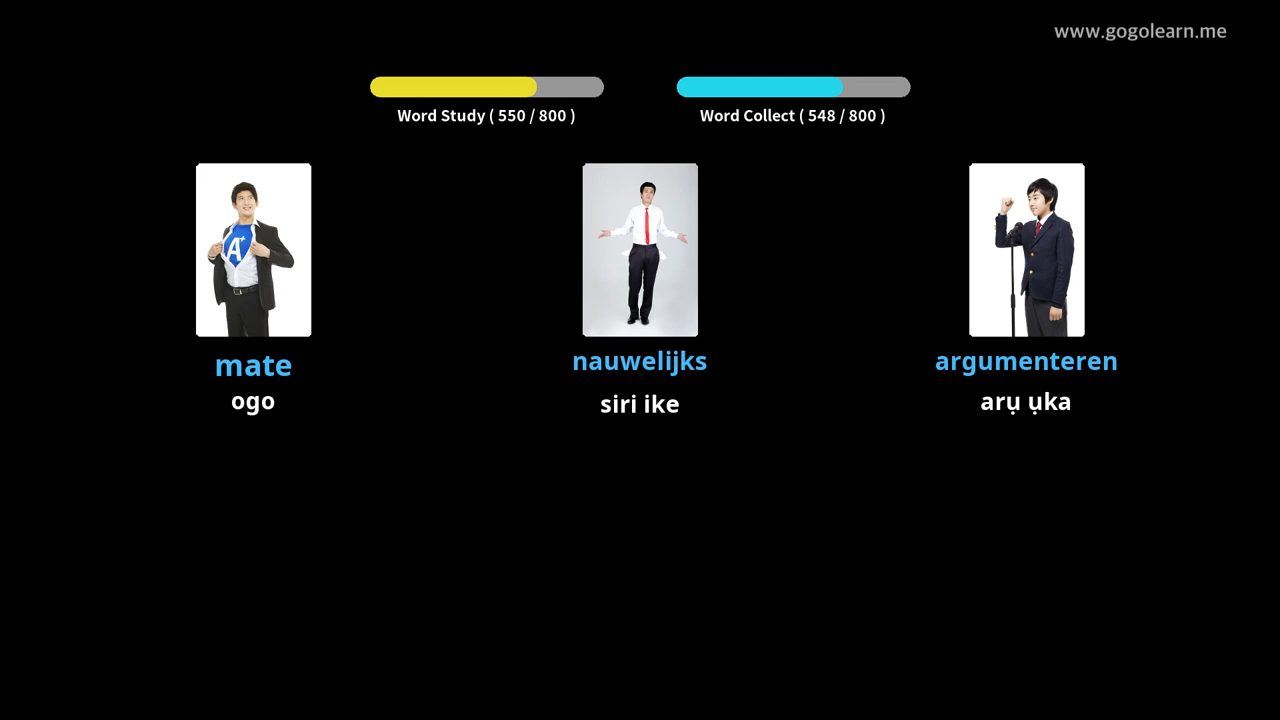 www.gogolearn.me
Word Study ( 550 / 800 )
Word Collect ( 548 / 800 )
A+
mate
nauwelijks
argumenteren
ogo
siri ike
arụ ụka